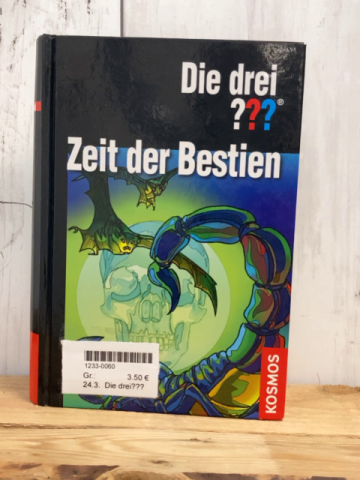 Die drei
???®
Zeit der Bestien
1233-0060
Gr.: 3.50 €
24.3. Die drei???
KOSMOS